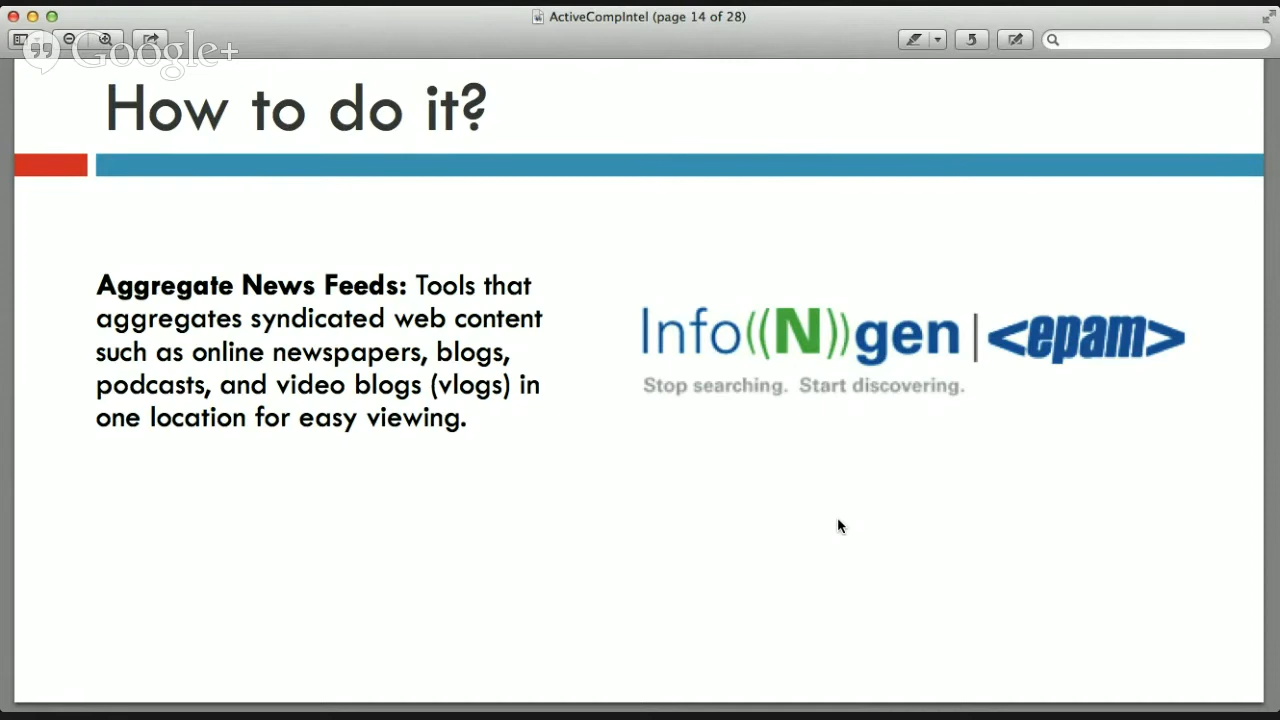 ActiveCompIntel (page 14 of 28)
Google+
How to do it?
Aggregate News Feeds: Tools that
aggregates syndicated web content
such as online newspapers, blogs,
podcasts, and video blogs (vlogs) in
one location for easy viewing.
Info((N))gen | <epam>
Stop searching. Start discovering.